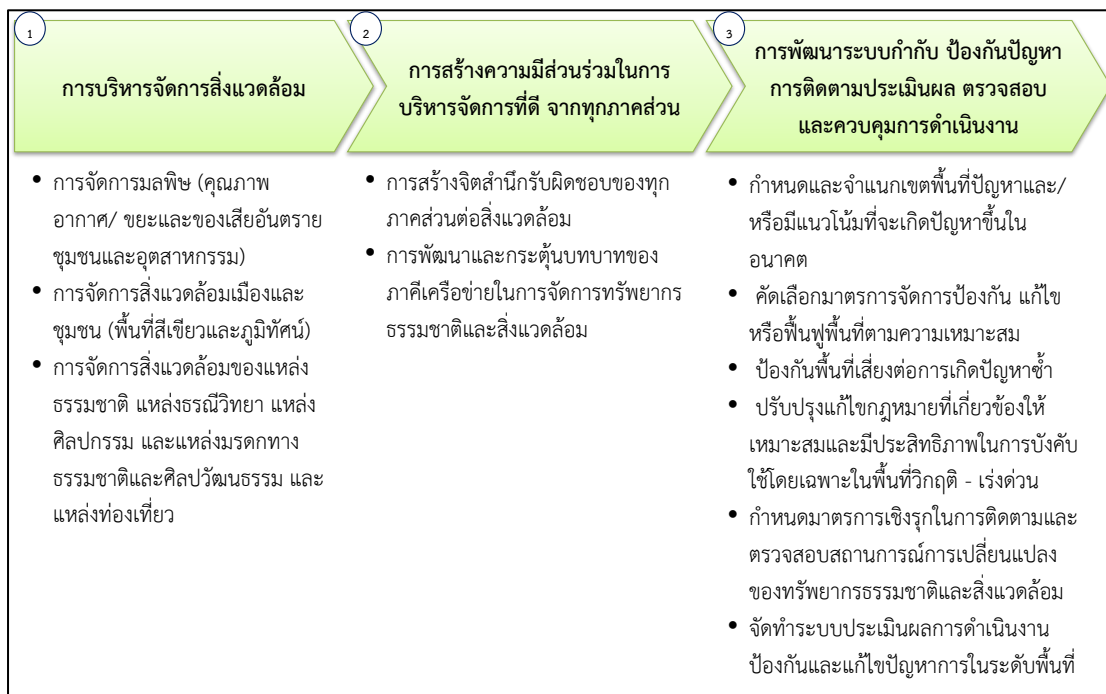 1
การบริหารจัดการสิ่งแวดล้อม
• การจัดการมลพิษ (คุณภาพ
อากาศ/ ขยะและของเสียอันตราย
ชุมชนและอุตสาหกรรม)
• การจัดการสิ่งแวดล้อมเมืองและ
ชุมชน (พื้นที่สีเขียวและภูมิทัศน์)
• การจัดการสิ่งแวดล้อมของแหล่ง
ธรรมชาติ แหล่งธรณีวิทยา แหล่ง
ศิลปกรรม และแหล่งมรดกทาง
ธรรมชาติและศิลปวัฒนธรรม และ
แหล่งท่องเที่ยว
2
การสร้างความมีส่วนร่วมในการ
บริหารจัดการที่ดี จากทุกภาคส่วน
• การสร้างจิตสำนึกรับผิดชอบของทุก
ภาคส่วนต่อสิ่งแวดล้อม
• การพัฒนาและกระตุ้นบทบาทของ
ภาคีเครือข่ายในการจัดการทรัพยากร
ธรรมชาติและสิ่งแวดล้อม
3
การพัฒนาระบบกำกับ ป้องกันปัญหา
การติดตามประเมินผล ตรวจสอบ
และควบคุมการดำเนินงาน
• กำหนดและจำแนกเขตพื้นที่ปัญหาและ/
หรือมีแนวโน้มที่จะเกิดปัญหาขึ้นใน
อนาคต
• คัดเลือกมาตรการจัดการป้องกัน แก้ไข
หรือฟื้นฟูพื้นที่ตามความเหมาะสม
• ป้องกันพื้นที่เสี่ยงต่อการเกิดปัญหาซ้ำ
• ปรับปรุงแก้ไขกฎหมายที่เกี่ยวข้องให้
เหมาะสมและมีประสิทธิภาพในการบังคับ
ใช้โดยเฉพาะในพื้นที่วิกฤติ - เร่งด่วน
• กำหนดมาตรการเชิงรุกในการติดตามและ
ตรวจสอบสถานการณ์การเปลี่ยนแปลง
ของทรัพยากรธรรมชาติและสิ่งแวดล้อม
• จัดทำระบบประเมินผลการดำเนินงาน
ป้องกันและแก้ไขปัญหาการในระดับพื้นที่